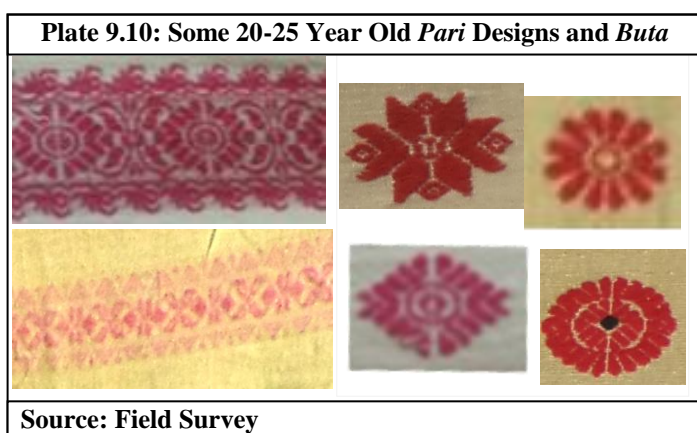 Plate 9.10: Some 20-25 Year Old Pari Designs and Buta
Source: Field Survey